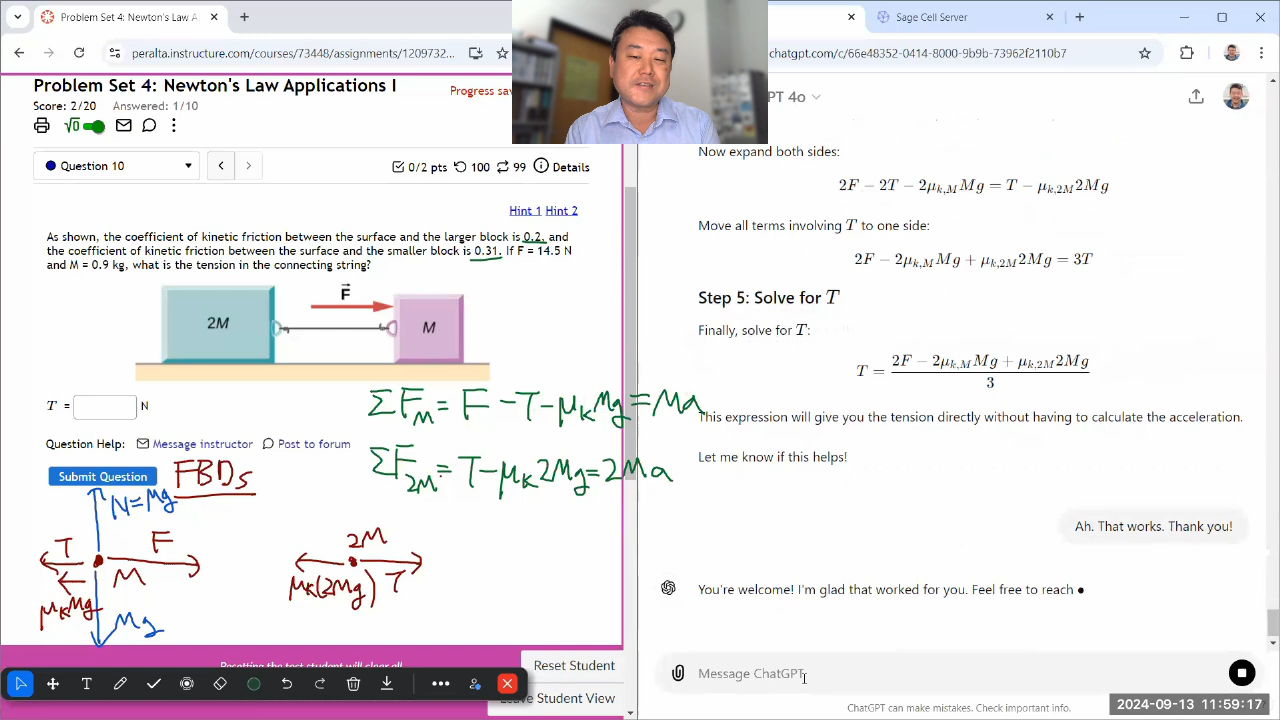 Problem Set 4: Newton's Law A
Sage Cell Server
peralta.instructure.com/courses/73448/assignments/1209732...
chatgpt.com/c/66e48352-0414-8000-9b9b-73962f2110dc
Problem Set 4: Newton's Law Applications I
Progress sav
Score: 2/20 Answered: 1/10
√0
PT 4o
Question 10
0/2 pts 100 99 Details
Hint 1 Hint 2
As shown, the coefficient of kinetic friction between the surface and the larger block is 0.2, and
the coefficient of kinetic friction between the surface and the smaller block is 0.31. If F = 14.5 N
and M = 0.9 kg, what is the tension in the connecting string?
F
2M
M
T = N
Question Help: Message instructor Post to forum
Submit Question
FBDs
ΣF_M = F - T - μ_k Mg = Ma
ΣF_2M = T - μ_k 2Mg = 2Ma
N = Mg
T
F
M
μ_k Mg
Mg
2M
μ_k(2Mg)
T
Now expand both sides:
2F − 2T − 2μ_{k,M}Mg = T − μ_{k,2M}2Mg
Move all terms involving T to one side:
2F − 2μ_{k,M}Mg + μ_{k,2M}2Mg = 3T
Step 5: Solve for T
Finally, solve for T:
T = (2F − 2μ_{k,M}Mg + μ_{k,2M}2Mg) / 3
This expression will give you the tension directly without having to calculate the acceleration.
Let me know if this helps!
Ah. That works. Thank you!
You're welcome! I'm glad that worked for you. Feel free to reach
Message ChatGPT
ChatGPT can make mistakes. Check important info.
Resetting the test student will clear all
Reset Student
Leave Student View
2024-09-13 11:59:17